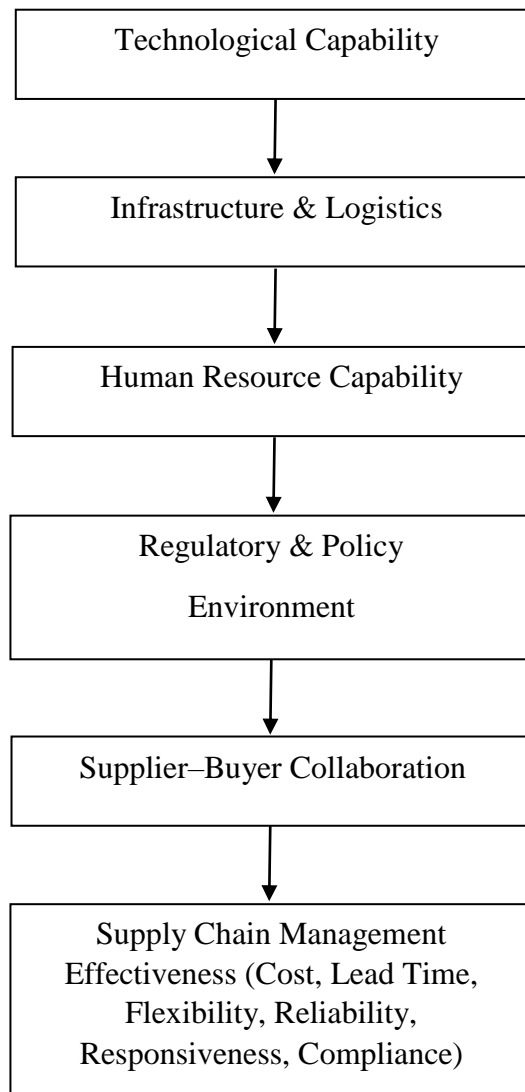 Technological Capability
Infrastructure & Logistics
Human Resource Capability
Regulatory & Policy
Environment
Supplier–Buyer Collaboration
Supply Chain Management
Effectiveness (Cost, Lead Time,
Flexibility, Reliability,
Responsiveness, Compliance)